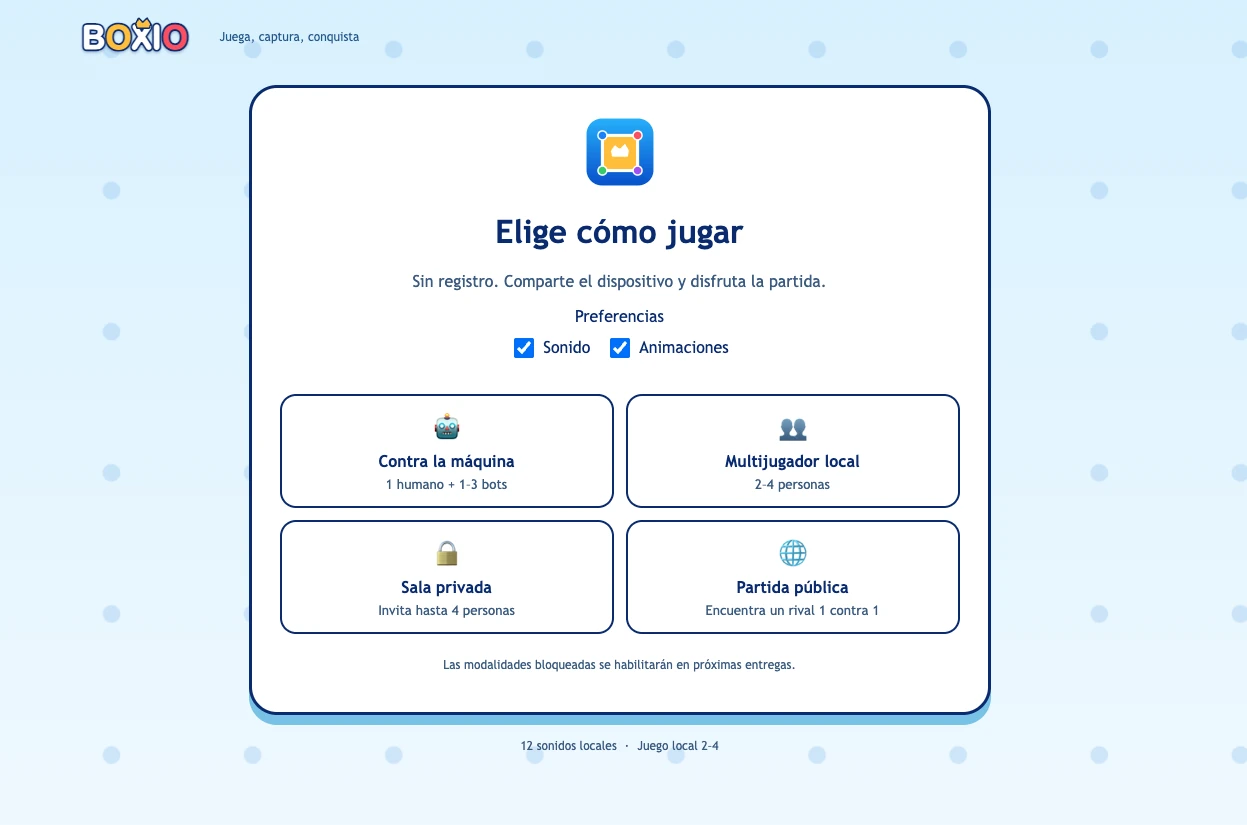 BOXIO
Juega, captura, conquista
Elige cómo jugar
Sin registro. Comparte el dispositivo y disfruta la partida.
Preferencias
Sonido
Animaciones
Contra la máquina
1 humano + 1-3 bots
Multijugador local
2-4 personas
Sala privada
Invita hasta 4 personas
Partida pública
Encuentra un rival 1 contra 1
Las modalidades bloqueadas se habilitarán en próximas entregas.
12 sonidos locales · Juego local 2-4